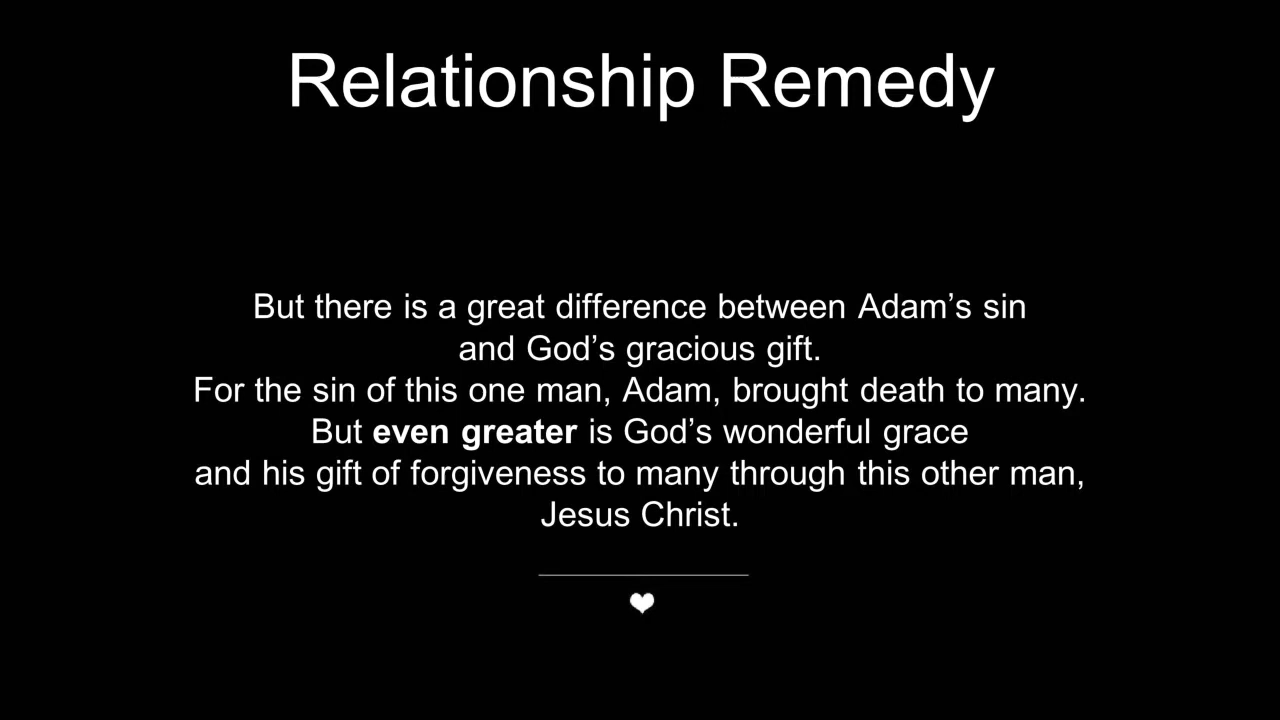 Relationship Remedy
But there is a great difference between Adam’s sin
and God’s gracious gift.
For the sin of this one man, Adam, brought death to many.
But even greater is God’s wonderful grace
and his gift of forgiveness to many through this other man,
Jesus Christ.